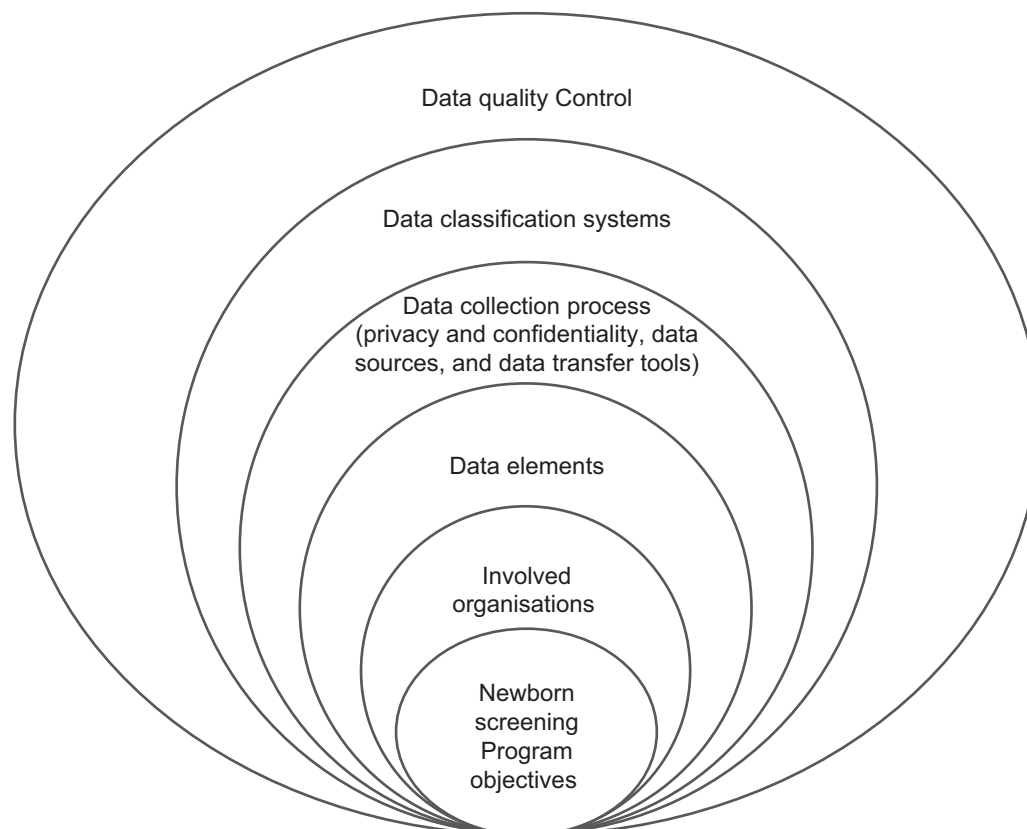 Data quality Control
Data classification systems
Data collection process
(privacy and confidentiality, data
sources, and data transfer tools)
Data elements
Involved
organisations
Newborn
screening
Program
objectives